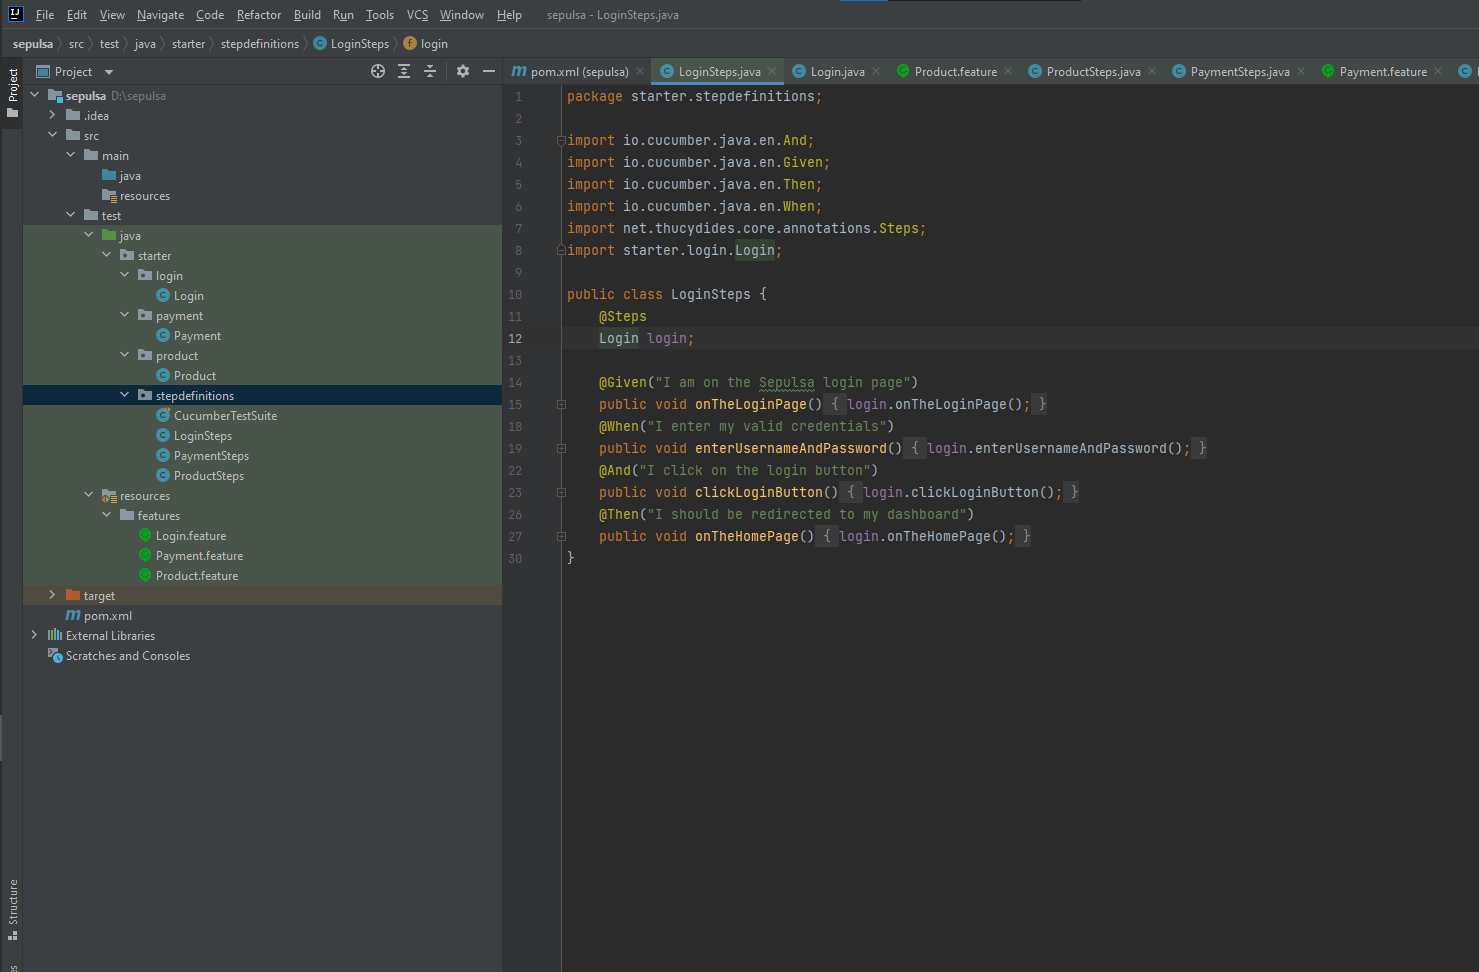 IJ File Edit View Navigate Code Refactor Build Run Tools VCS Window Help sepulsa - LoginSteps.java
sepulsa src test java starter stepdefinitions C LoginSteps f login
Project
Project
m pom.xml (sepulsa) C LoginSteps.java C Login.java Product.feature C ProductSteps.java C PaymentSteps.java Payment.feature C
sepulsa D:\sepulsa
.idea
src
main
java
resources
test
java
starter
login
C Login
payment
C Payment
product
C Product
stepdefinitions
C CucumberTestSuite
C LoginSteps
C PaymentSteps
C ProductSteps
resources
features
Login.feature
Payment.feature
Product.feature
target
m pom.xml
External Libraries
Scratches and Consoles
Structure
1 package starter.stepdefinitions;
2
3 import io.cucumber.java.en.And;
4 import io.cucumber.java.en.Given;
5 import io.cucumber.java.en.Then;
6 import io.cucumber.java.en.When;
7 import net.thucydides.core.annotations.Steps;
8 import starter.login.Login;
9
10 public class LoginSteps {
11 @Steps
12 Login login;
13
14 @Given("I am on the Sepulsa login page")
15 public void onTheLoginPage() { login.onTheLoginPage(); }
18 @When("I enter my valid credentials")
19 public void enterUsernameAndPassword() { login.enterUsernameAndPassword(); }
22 @And("I click on the login button")
23 public void clickLoginButton() { login.clickLoginButton(); }
26 @Then("I should be redirected to my dashboard")
27 public void onTheHomePage() { login.onTheHomePage(); }
30 }